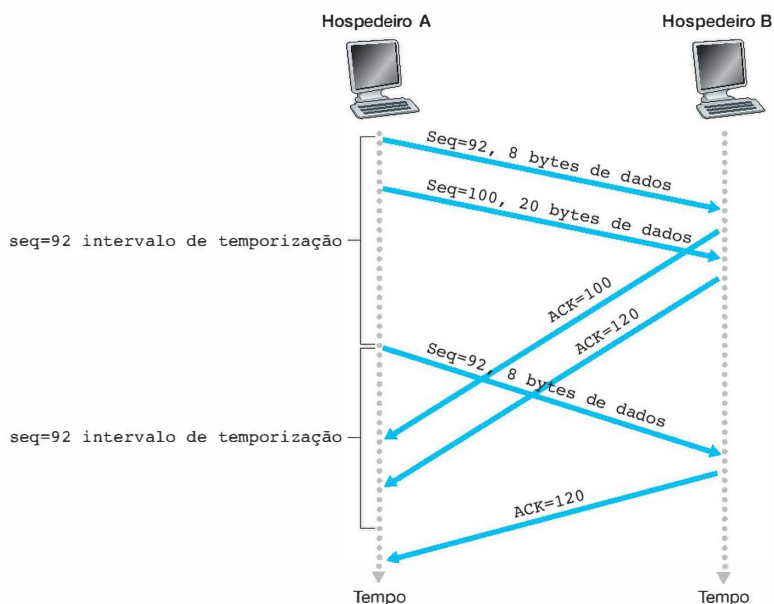 Hospedeiro A
Hospedeiro B
Seq=92, 8 bytes de dados
Seq=100, 20 bytes de dados
seq=92 intervalo de temporização
ACK=100
ACK=120
Seq=92, 8 bytes de dados
seq=92 intervalo de temporização
ACK=120
Tempo
Tempo